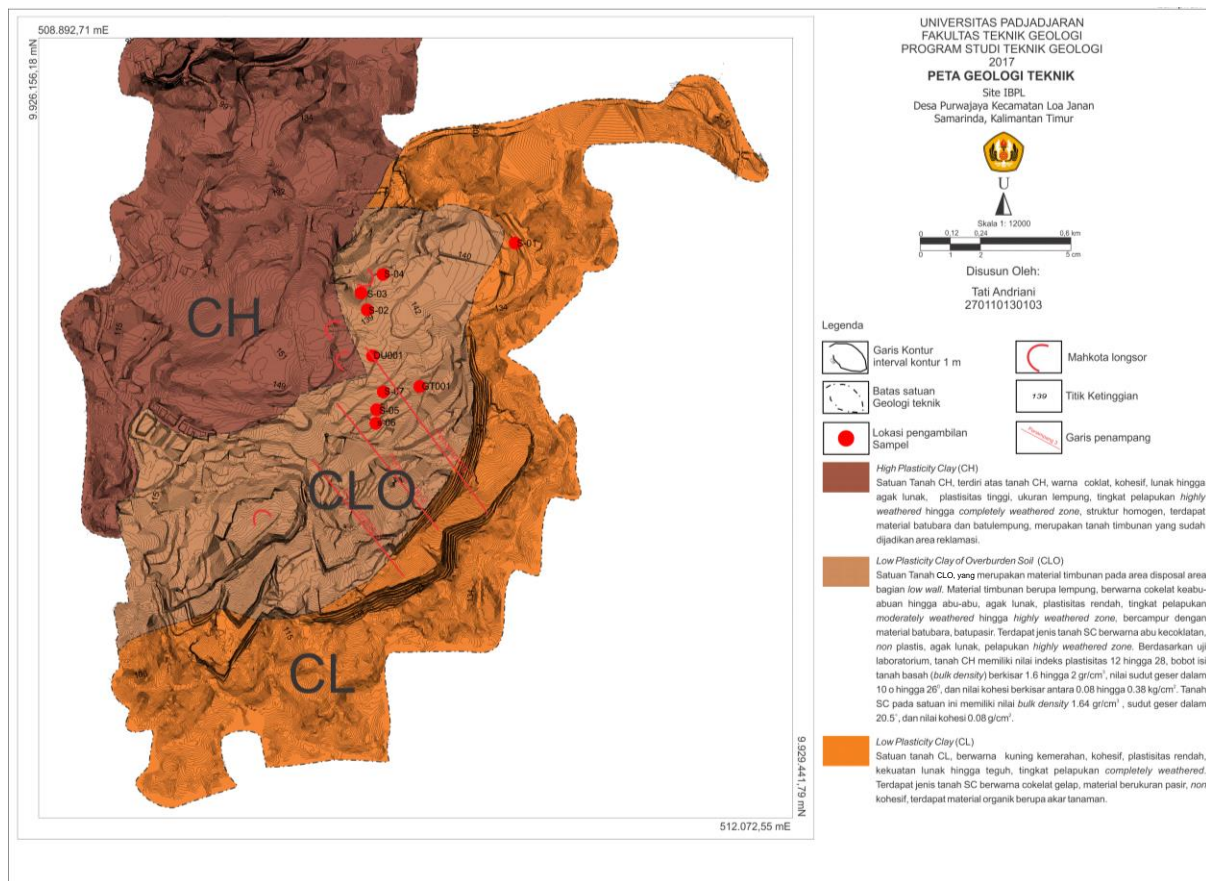 508.892,71 mE
9.926.156,18 mN
CH
CLO
CL
S-01
S-04
S-03
S-02
DU001
GT001
S-07
S-05
140
142
139
134
151
149
115
115
9.929.441,79 mN
512.072,55 mE
UNIVERSITAS PADJADJARAN
FAKULTAS TEKNIK GEOLOGI
PROGRAM STUDI TEKNIK GEOLOGI
2017
PETA GEOLOGI TEKNIK
Site IBPL
Desa Purwajaya Kecamatan Loa Janan
Samarinda, Kalimantan Timur
U
Skala 1: 12000
0 0,12 0,24 0,6 km
0 1 2 5 cm
Disusun Oleh:
Tati Andriani
270110130103
Legenda
Garis Kontur
interval kontur 1 m
Mahkota longsor
Batas satuan
Geologi teknik
139
Titik Ketinggian
Lokasi pengambilan
Sampel
Garis penampang
High Plasticity Clay (CH)
Satuan Tanah CH, terdiri atas tanah CH, warna coklat, kohesif, lunak hingga
agak lunak, plastisitas tinggi, ukuran lempung, tingkat pelapukan highly
weathered hingga completely weathered zone, struktur homogen, terdapat
material batubara dan batulempung, merupakan tanah timbunan yang sudah
dijadikan area reklamasi.
Low Plasticity Clay of Overburden Soil (CLO)
Satuan Tanah CLO, yang merupakan material timbunan pada area disposal area
bagian low wall. Material timbunan berupa lempung, berwarna cokelat keabu-
abuan hingga abu-abu, agak lunak, plastisitas rendah, tingkat pelapukan
moderately weathered hingga highly weathered zone, bercampur dengan
material batubara, batupasir. Terdapat jenis tanah SC berwarna abu kecoklatan,
non plastis, agak lunak, pelapukan highly weathered zone. Berdasarkan uji
laboratorium, tanah CH memiliki nilai indeks plastisitas 12 hingga 28, bobot isi
tanah basah (bulk density) berkisar 1.6 hingga 2 gr/cm³, nilai sudut geser dalam
10 o hingga 26⁰, dan nilai kohesi berkisar antara 0.08 hingga 0.38 kg/cm². Tanah
SC pada satuan ini memiliki nilai bulk density 1.64 gr/cm³ , sudut geser dalam
20.5°, dan nilai kohesi 0.08 g/cm².
Low Plasticity Clay (CL)
Satuan tanah CL, berwarna kuning kemerahan, kohesif, plastisitas rendah,
kekuatan lunak hingga teguh, tingkat pelapukan completely weathered.
Terdapat jenis tanah SC berwarna cokelat gelap, material berukuran pasir, non
kohesif, terdapat material organik berupa akar tanaman.